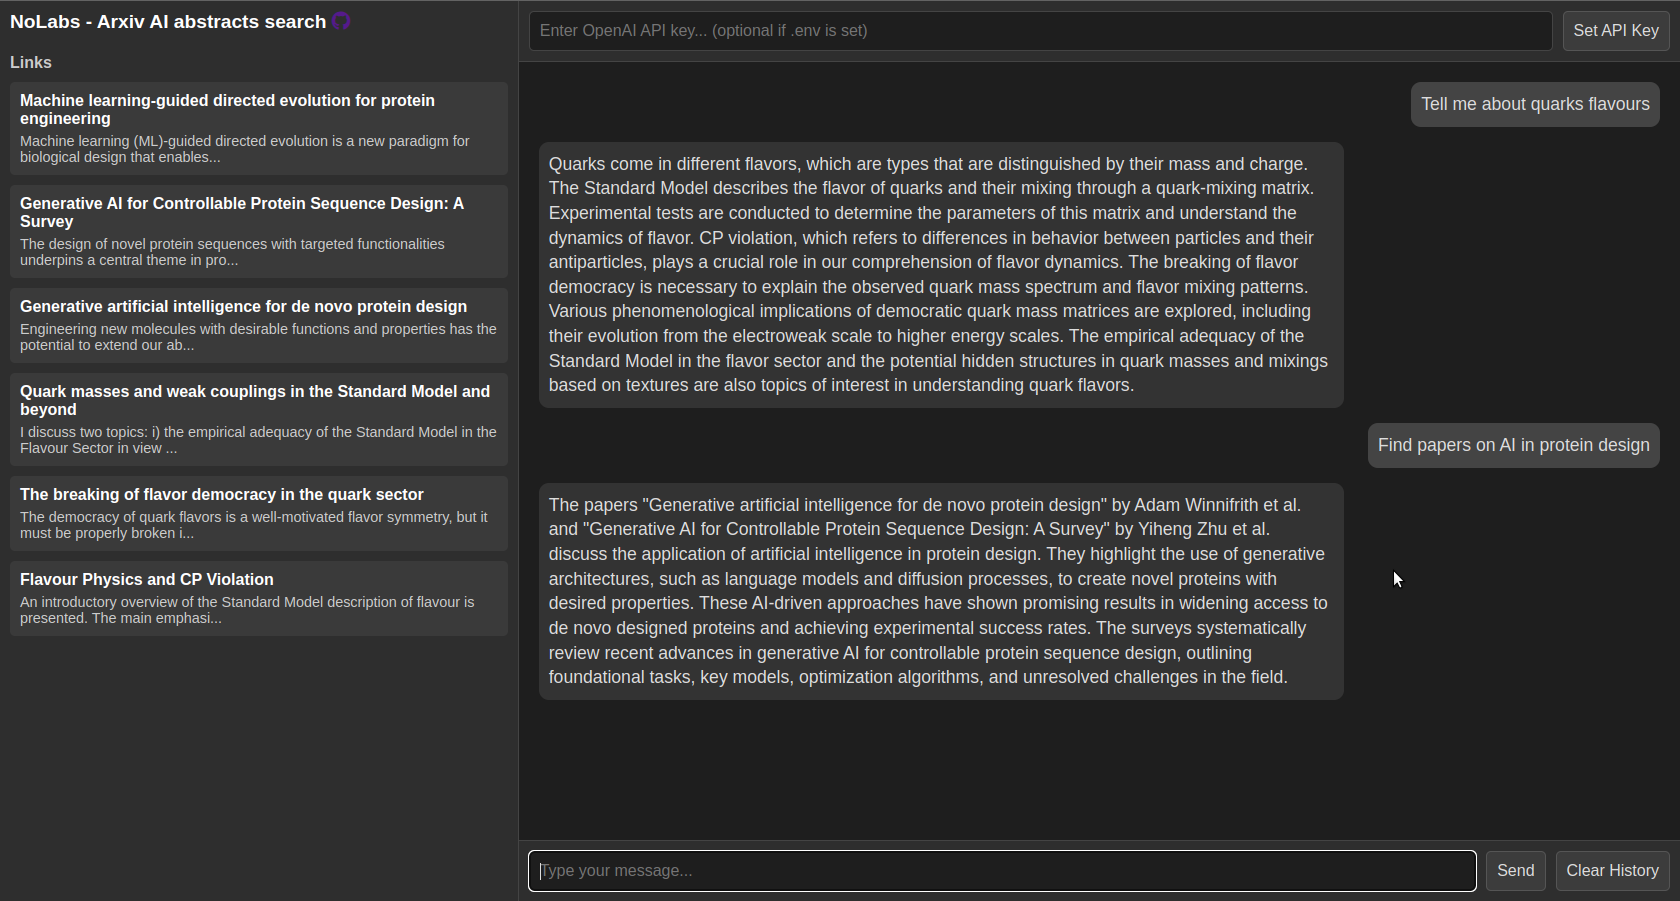 NoLabs - Arxiv AI abstracts search
Links
Machine learning-guided directed evolution for protein
engineering
Machine learning (ML)-guided directed evolution is a new paradigm for
biological design that enables...
Generative AI for Controllable Protein Sequence Design: A
Survey
The design of novel protein sequences with targeted functionalities
underpins a central theme in pro...
Generative artificial intelligence for de novo protein design
Engineering new molecules with desirable functions and properties has the
potential to extend our ab...
Quark masses and weak couplings in the Standard Model and
beyond
I discuss two topics: i) the empirical adequacy of the Standard Model in the
Flavour Sector in view ...
The breaking of flavor democracy in the quark sector
The democracy of quark flavors is a well-motivated flavor symmetry, but it
must be properly broken i...
Flavour Physics and CP Violation
An introductory overview of the Standard Model description of flavour is
presented. The main emphasi...
Enter OpenAI API key... (optional if .env is set)
Set API Key
Tell me about quarks flavours
Quarks come in different flavors, which are types that are distinguished by their mass and charge.
The Standard Model describes the flavor of quarks and their mixing through a quark-mixing matrix.
Experimental tests are conducted to determine the parameters of this matrix and understand the
dynamics of flavor. CP violation, which refers to differences in behavior between particles and their
antiparticles, plays a crucial role in our comprehension of flavor dynamics. The breaking of flavor
democracy is necessary to explain the observed quark mass spectrum and flavor mixing patterns.
Various phenomenological implications of democratic quark mass matrices are explored, including
their evolution from the electroweak scale to higher energy scales. The empirical adequacy of the
Standard Model in the flavor sector and the potential hidden structures in quark masses and mixings
based on textures are also topics of interest in understanding quark flavors.
Find papers on AI in protein design
The papers "Generative artificial intelligence for de novo protein design" by Adam Winnifrith et al.
and "Generative AI for Controllable Protein Sequence Design: A Survey" by Yiheng Zhu et al.
discuss the application of artificial intelligence in protein design. They highlight the use of generative
architectures, such as language models and diffusion processes, to create novel proteins with
desired properties. These AI-driven approaches have shown promising results in widening access to
de novo designed proteins and achieving experimental success rates. The surveys systematically
review recent advances in generative AI for controllable protein sequence design, outlining
foundational tasks, key models, optimization algorithms, and unresolved challenges in the field.
Type your message...
Send
Clear History